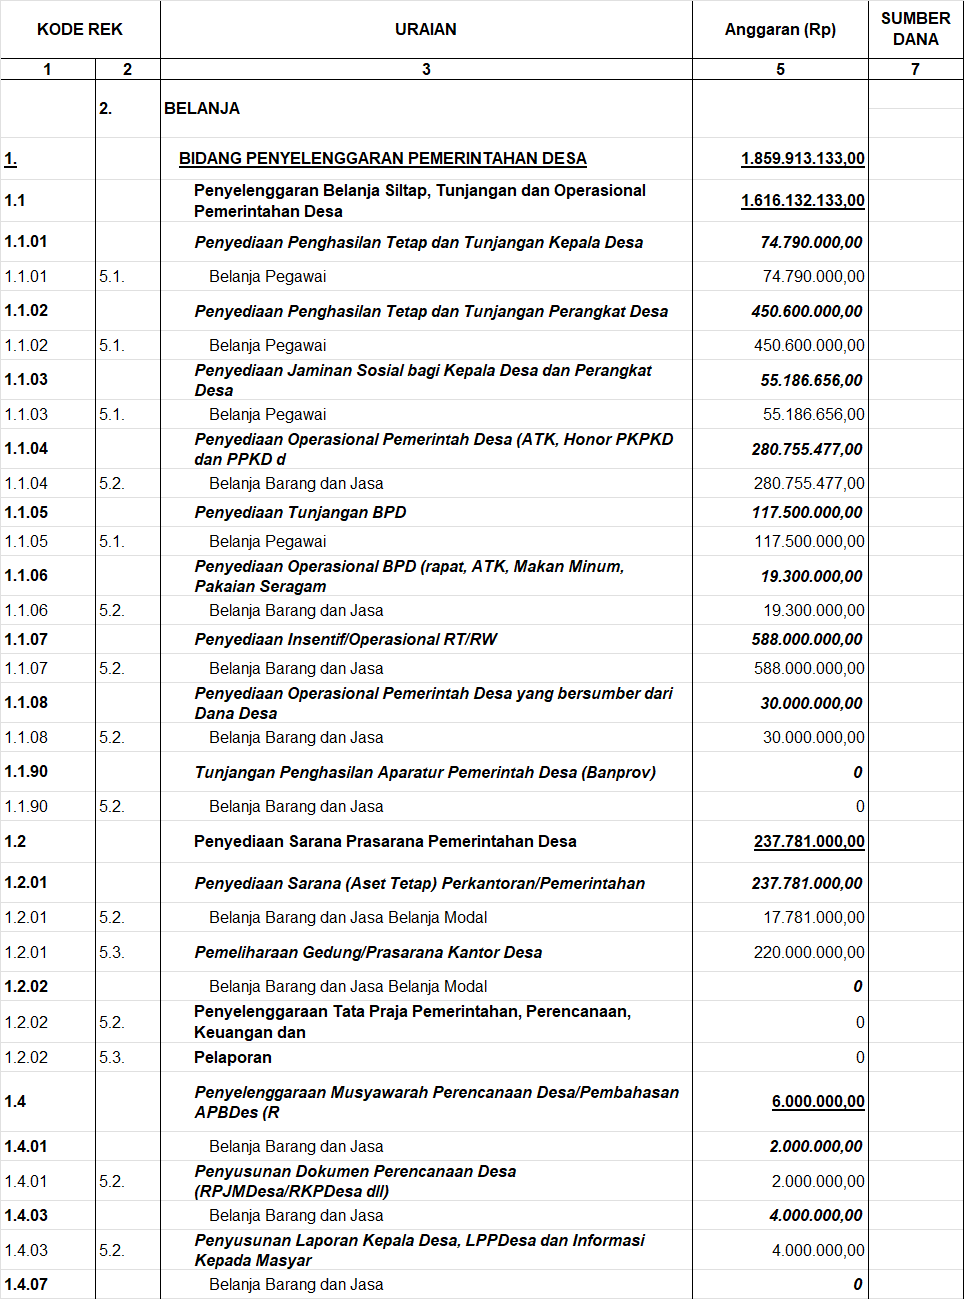 KODE REK URAIAN Anggaran (Rp) SUMBER
DANA
1 2 3 5 7
2. BELANJA
1. BIDANG PENYELENGGARAN PEMERINTAHAN DESA 1.859.913.133,00
1.1 Penyelenggaran Belanja Siltap, Tunjangan dan Operasional
Pemerintahan Desa 1.616.132.133,00
1.1.01 Penyediaan Penghasilan Tetap dan Tunjangan Kepala Desa 74.790.000,00
1.1.01 5.1. Belanja Pegawai 74.790.000,00
1.1.02 Penyediaan Penghasilan Tetap dan Tunjangan Perangkat Desa 450.600.000,00
1.1.02 5.1. Belanja Pegawai 450.600.000,00
1.1.03 Penyediaan Jaminan Sosial bagi Kepala Desa dan Perangkat
Desa 55.186.656,00
1.1.03 5.1. Belanja Pegawai 55.186.656,00
1.1.04 Penyediaan Operasional Pemerintah Desa (ATK, Honor PKPKD
dan PPKD d 280.755.477,00
1.1.04 5.2. Belanja Barang dan Jasa 280.755.477,00
1.1.05 Penyediaan Tunjangan BPD 117.500.000,00
1.1.05 5.1. Belanja Pegawai 117.500.000,00
1.1.06 Penyediaan Operasional BPD (rapat, ATK, Makan Minum,
Pakaian Seragam 19.300.000,00
1.1.06 5.2. Belanja Barang dan Jasa 19.300.000,00
1.1.07 Penyediaan Insentif/Operasional RT/RW 588.000.000,00
1.1.07 5.2. Belanja Barang dan Jasa 588.000.000,00
1.1.08 Penyediaan Operasional Pemerintah Desa yang bersumber dari
Dana Desa 30.000.000,00
1.1.08 5.2. Belanja Barang dan Jasa 30.000.000,00
1.1.90 Tunjangan Penghasilan Aparatur Pemerintah Desa (Banprov) 0
1.1.90 5.2. Belanja Barang dan Jasa 0
1.2 Penyediaan Sarana Prasarana Pemerintahan Desa 237.781.000,00
1.2.01 Penyediaan Sarana (Aset Tetap) Perkantoran/Pemerintahan 237.781.000,00
1.2.01 5.2. Belanja Barang dan Jasa Belanja Modal 17.781.000,00
1.2.01 5.3. Pemeliharaan Gedung/Prasarana Kantor Desa 220.000.000,00
1.2.02 Belanja Barang dan Jasa Belanja Modal 0
1.2.02 5.2. Penyelenggaraan Tata Praja Pemerintahan, Perencanaan,
Keuangan dan 0
1.2.02 5.3. Pelaporan 0
1.4 Penyelenggaraan Musyawarah Perencanaan Desa/Pembahasan
APBDes (R 6.000.000,00
1.4.01 Belanja Barang dan Jasa 2.000.000,00
1.4.01 5.2. Penyusunan Dokumen Perencanaan Desa
(RPJMDesa/RKPDesa dll) 2.000.000,00
1.4.03 Belanja Barang dan Jasa 4.000.000,00
1.4.03 5.2. Penyusunan Laporan Kepala Desa, LPPDesa dan Informasi
Kepada Masyar 4.000.000,00
1.4.07 Belanja Barang dan Jasa 0